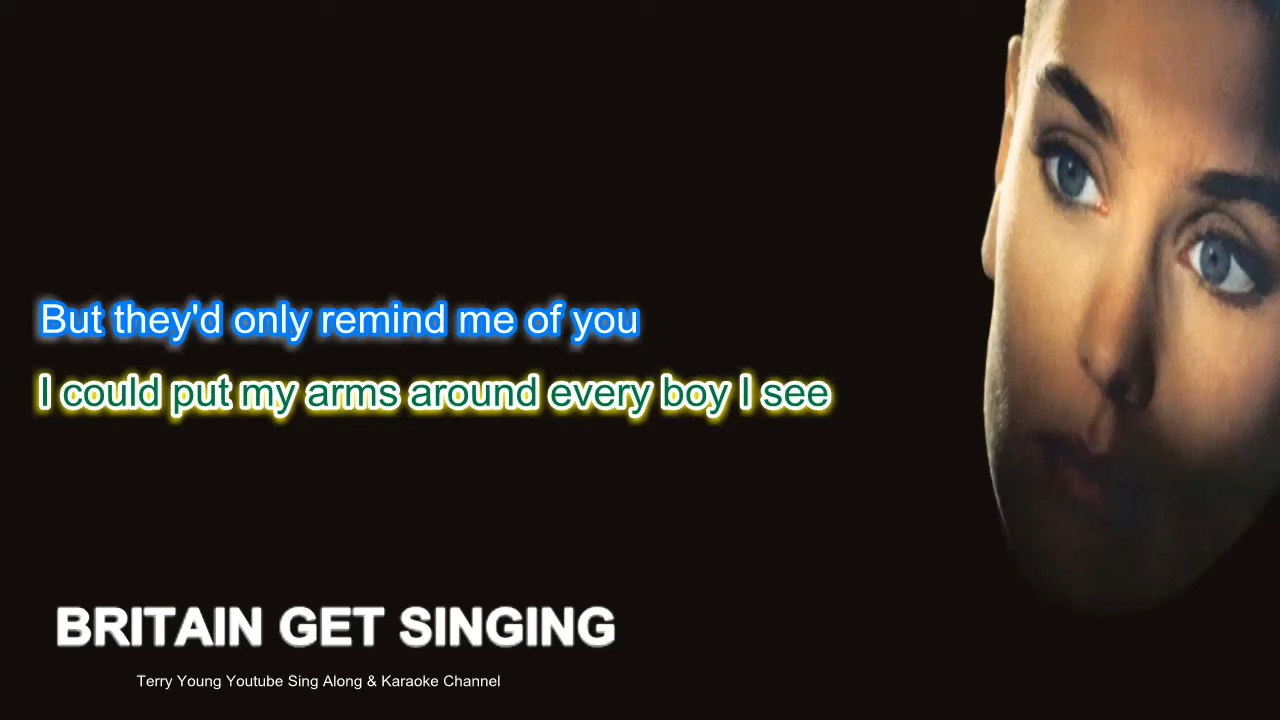 But they'd only remind me of you
I could put my arms around every boy I see
BRITAIN GET SINGING
Terry Young Youtube Sing Along & Karaoke Channel